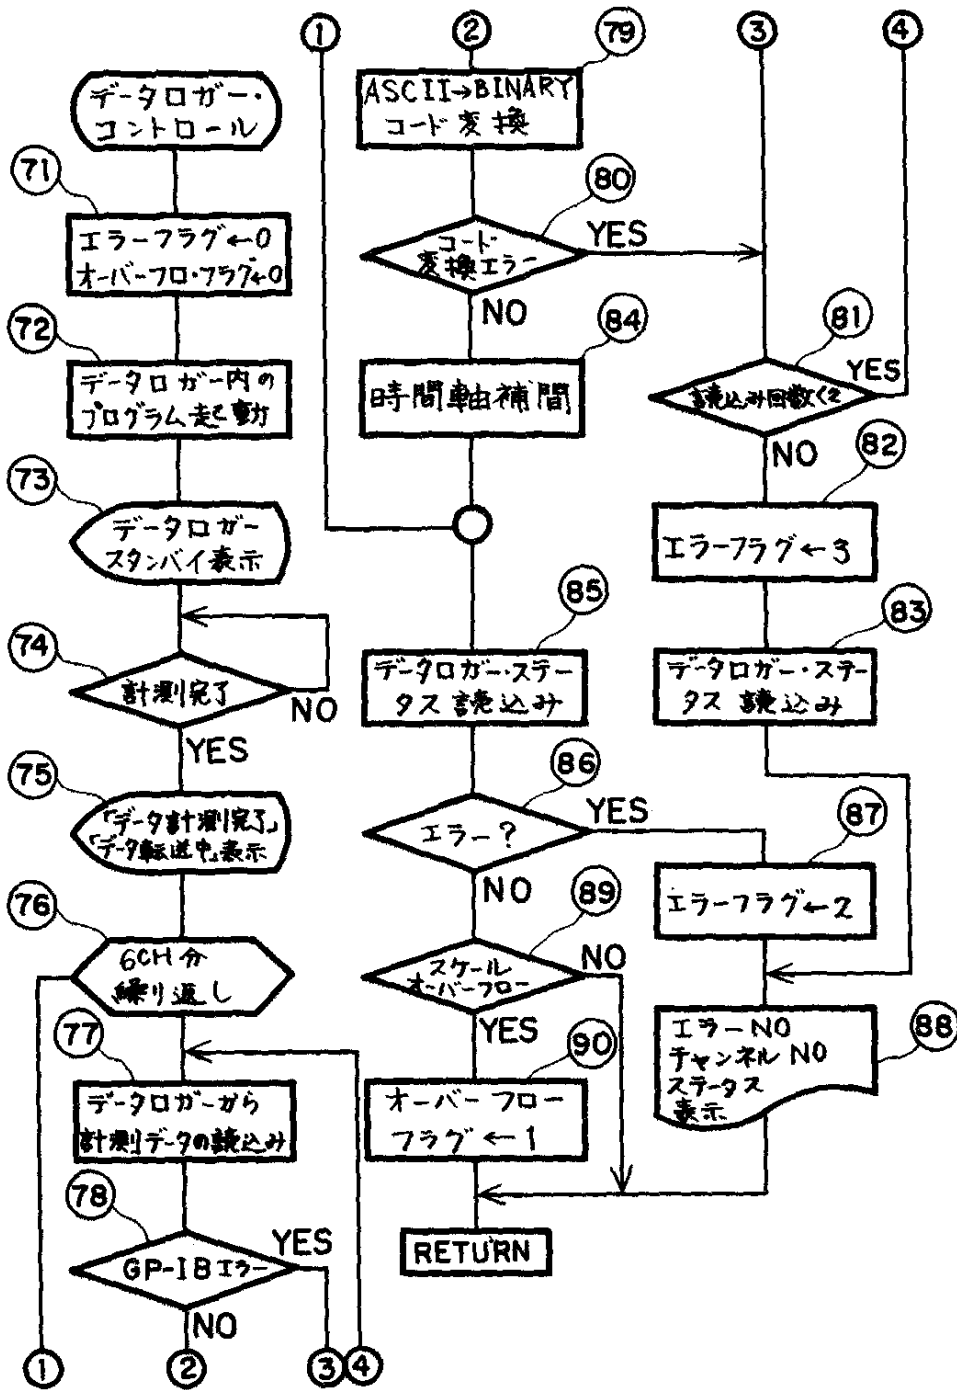 データロガー・
コントロール
71
エラーフラグ←0
オーバーフロ・フラグ←0
72
データロガー内の
プログラム起動
73
データロガー
スタンバイ表示
74
計測完了
NO
YES
75
「データ計測完了」
「データ転送中」表示
76
6CH分
繰り返し
77
データロガーから
計測データの読込み
78
GP-IBエラー
YES
NO
1
2
3
4
1
2
79
ASCII→BINARY
コード変換
80
コード
変換エラー
YES
NO
84
時間軸補間
85
データロガー・ステー
タス読込み
86
エラー?
YES
NO
89
スケール
オーバーフロー
NO
YES
90
オーバーフロー
フラグ←1
RETURN
3
4
81
読込み回数<2
YES
NO
82
エラーフラグ←3
83
データロガー・ステー
タス 読込み
87
エラーフラグ←2
88
エラーNO
チャンネルNO
ステータス
表示